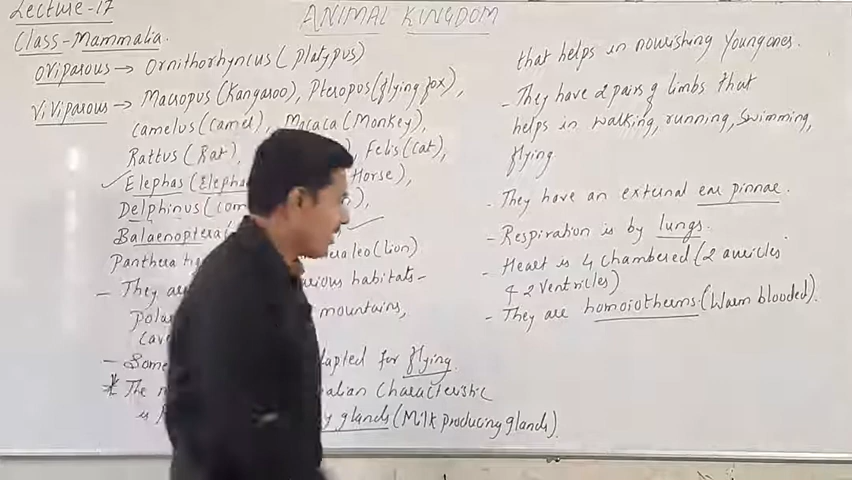 Lecture-17
ANIMAL KINGDOM
Class-Mammalia.
Oviparous → Ornithorhyncus (Platypus)
Viviparous → Macropus (Kangaroo), Pteropus (flying fox),
Camelus (Camel), Macaca (Monkey),
Rattus (Rat), Felis (Cat),
Elephas (Horse),
Delphinus (
Balaenoptera
Panthera leo (Lion)
- They are habitats -
mountains,
- Some adapted for flying.
* The Characteristic
is glands (Milk producing glands).
that helps in nourishing Young ones.
- They have 2 pairs of limbs that
helps in walking, running, swimming,
flying
- They have an external ear pinnae.
- Respiration is by lungs.
- Heart is 4 chambered (2 auricles
& 2 ventricles)
- They are homoiotherms (Warm blooded).